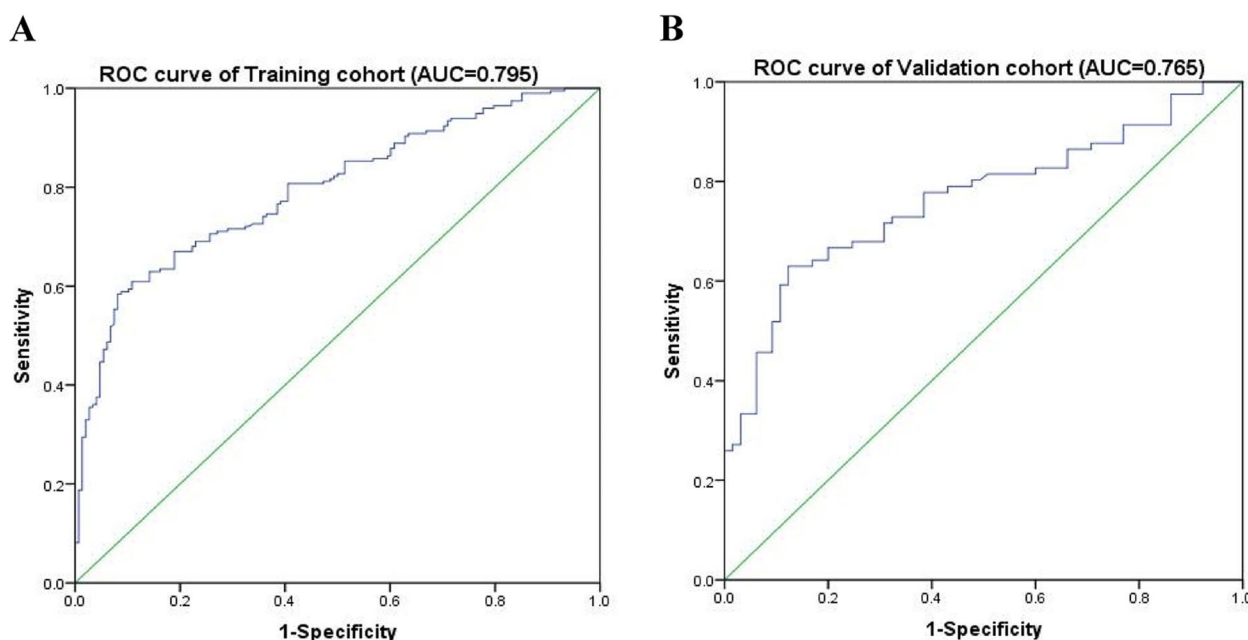 A
ROC curve of Training cohort (AUC=0.795)
1.0
0.8
0.6
0.4
0.2
0.0
Sensitivity
0.0 0.2 0.4 0.6 0.8 1.0
1-Specificity
B
ROC curve of Validation cohort (AUC=0.765)
1.0
0.8
0.6
0.4
0.2
0.0
Sensitivity
0.0 0.2 0.4 0.6 0.8 1.0
1-Specificity